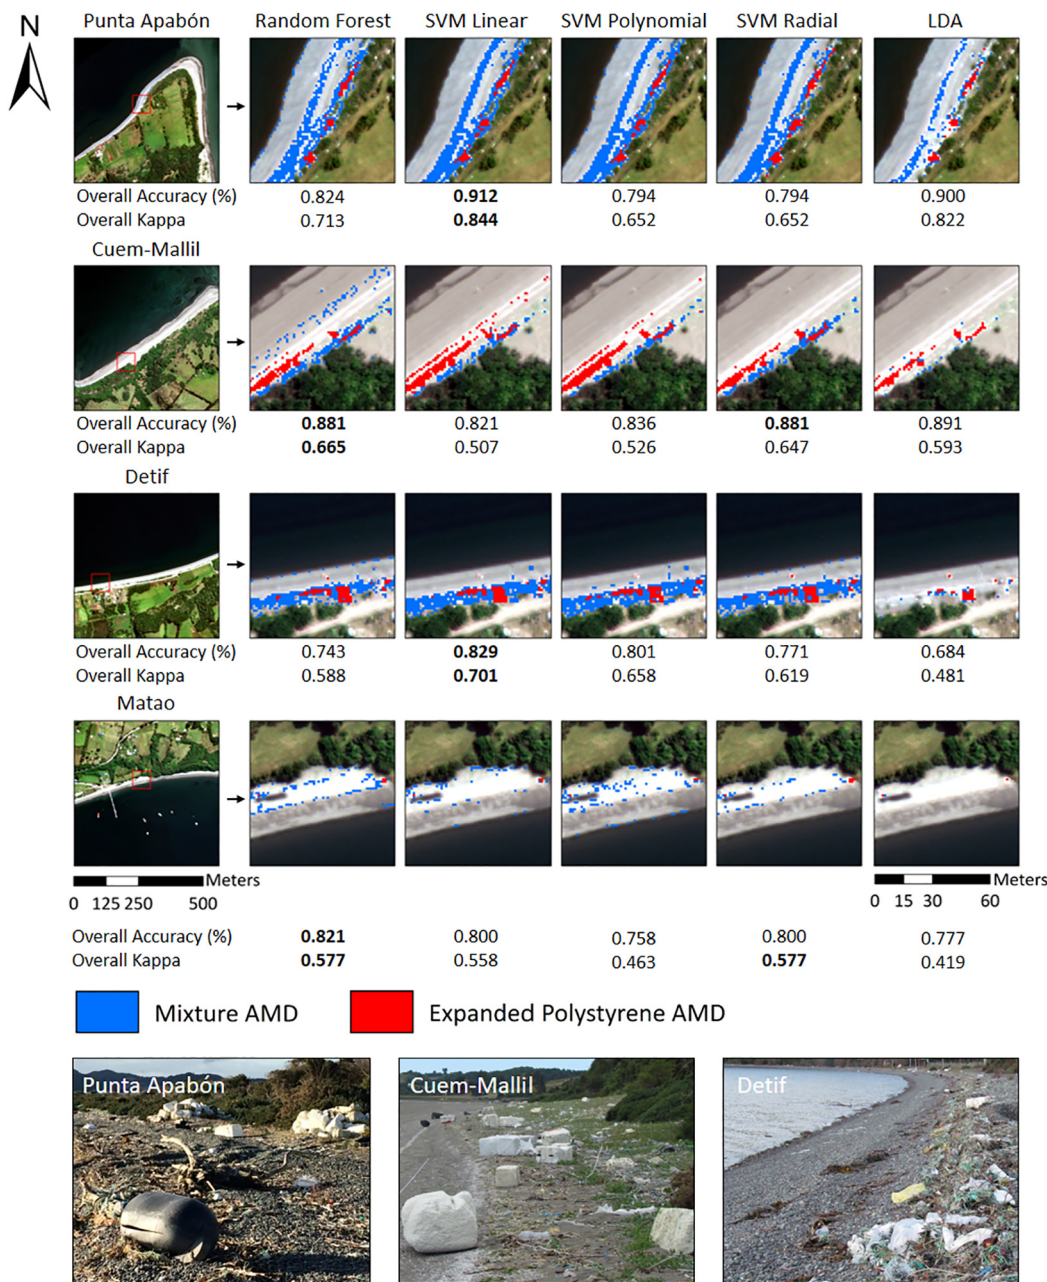 N
Punta Apabón Random Forest SVM Linear SVM Polynomial SVM Radial LDA
Overall Accuracy (%) 0.824 0.912 0.794 0.794 0.900
Overall Kappa 0.713 0.844 0.652 0.652 0.822
Cuem-Mallil
Overall Accuracy (%) 0.881 0.821 0.836 0.881 0.891
Overall Kappa 0.665 0.507 0.526 0.647 0.593
Detif
Overall Accuracy (%) 0.743 0.829 0.801 0.771 0.684
Overall Kappa 0.588 0.701 0.658 0.619 0.481
Matao
Meters Meters
0 125 250 500 0 15 30 60
Overall Accuracy (%) 0.821 0.800 0.758 0.800 0.777
Overall Kappa 0.577 0.558 0.463 0.577 0.419
Mixture AMD Expanded Polystyrene AMD
Punta Apabón Cuem-Mallil Detif